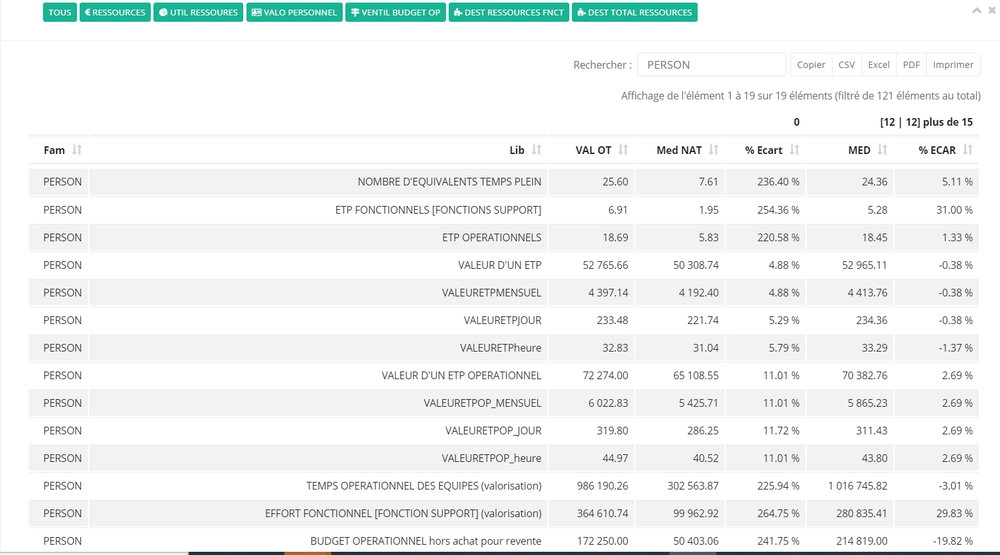 TOUS RESSOURCES UTIL RESSOURES VALO PERSONNEL VENTIL BUDGET OP DEST RESSOURCES FNCT DEST TOTAL RESSOURCES
Rechercher : PERSON Copier CSV Excel PDF Imprimer
Affichage de l'élément 1 à 19 sur 19 éléments (filtré de 121 éléments au total)
0 [12 | 12] plus de 15
Fam Lib VAL OT Med NAT % Ecart MED % ECAR
PERSON NOMBRE D'EQUIVALENTS TEMPS PLEIN 25.60 7.61 236.40 % 24.36 5.11 %
PERSON ETP FONCTIONNELS [FONCTIONS SUPPORT] 6.91 1.95 254.36 % 5.28 31.00 %
PERSON ETP OPERATIONNELS 18.69 5.83 220.58 % 18.45 1.33 %
PERSON VALEUR D'UN ETP 52 765.66 50 308.74 4.88 % 52 965.11 -0.38 %
PERSON VALEURETPMENSUEL 4 397.14 4 192.40 4.88 % 4 413.76 -0.38 %
PERSON VALEURETPJOUR 233.48 221.74 5.29 % 234.36 -0.38 %
PERSON VALEURETPheure 32.83 31.04 5.79 % 33.29 -1.37 %
PERSON VALEUR D'UN ETP OPERATIONNEL 72 274.00 65 108.55 11.01 % 70 382.76 2.69 %
PERSON VALEURETPOP_MENSUEL 6 022.83 5 425.71 11.01 % 5 865.23 2.69 %
PERSON VALEURETPOP_JOUR 319.80 286.25 11.72 % 311.43 2.69 %
PERSON VALEURETPOP_heure 44.97 40.52 11.01 % 43.80 2.69 %
PERSON TEMPS OPERATIONNEL DES EQUIPES (valorisation) 986 190.26 302 563.87 225.94 % 1 016 745.82 -3.01 %
PERSON EFFORT FONCTIONNEL [FONCTION SUPPORT] (valorisation) 364 610.74 99 962.92 264.75 % 280 835.41 29.83 %
PERSON BUDGET OPERATIONNEL hors achat pour revente 172 250.00 50 403.06 241.75 % 214 819.00 -19.82 %